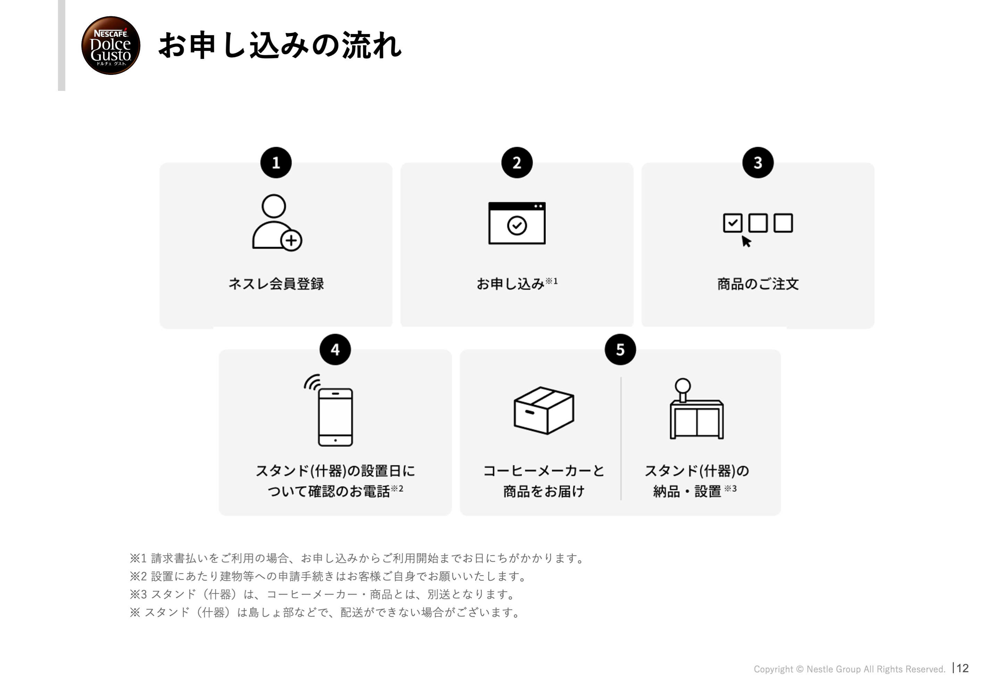 NESCAFÉ
Dolce
Gusto
ドルチェ グスト
お申し込みの流れ
1
ネスレ会員登録
2
お申し込み※1
3
商品のご注文
4
スタンド(什器)の設置日に
ついて確認のお電話※2
5
コーヒーメーカーと
商品をお届け
スタンド(什器)の
納品・設置 ※3
※1 請求書払いをご利用の場合、お申し込みからご利用開始までお日にちがかかります。
※2 設置にあたり建物等への申請手続きはお客様ご自身でお願いいたします。
※3 スタンド（什器）は、コーヒーメーカー・商品とは、別送となります。
※ スタンド（什器）は島しょ部などで、配送ができない場合がございます。
Copyright © Nestle Group All Rights Reserved. |12